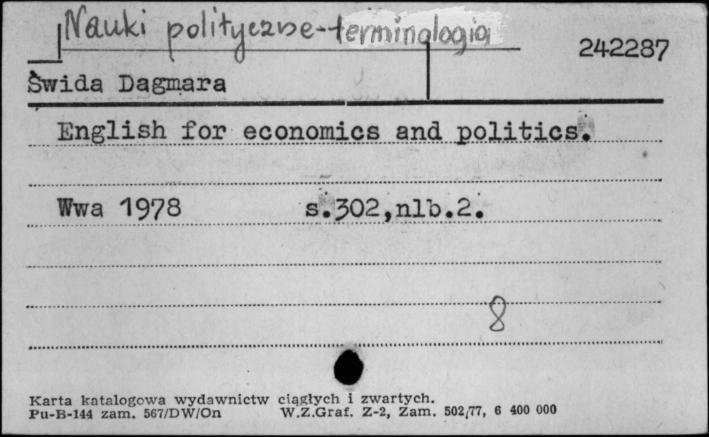 Nauki polityczne-terminologia
242287
Świda Dagmara
English for economics and politics.
Wwa 1978 s.302,nlb.2.
8
Karta katalogowa wydawnictw ciągłych i zwartych.
Pu-B-144 zam. 567/DW/On W.Z.Graf. Z-2, Zam. 502/77, 6 400 000